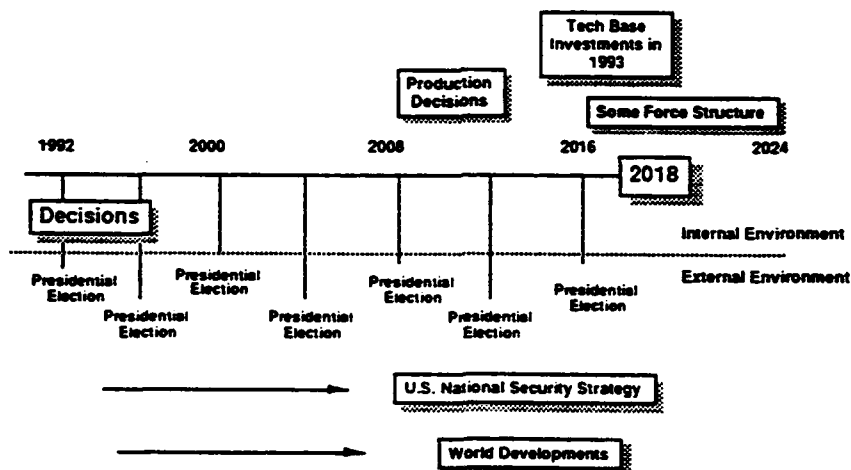 Tech Base
Investments in
1993
Production
Decisions
Some Force Structure
1992 2000 2008 2016 2024
2018
Decisions
Internal Environment
External Environment
Presidential
Election
Presidential
Election
Presidential
Election
Presidential
Election
Presidential
Election
Presidential
Election
Presidential
Election
U.S. National Security Strategy
World Developments